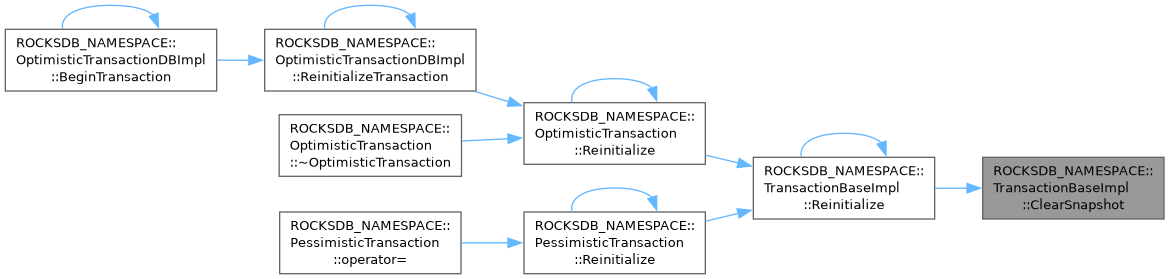 ROCKSDB_NAMESPACE::
OptimisticTransactionDBImpl
::BeginTransaction
ROCKSDB_NAMESPACE::
OptimisticTransactionDBImpl
::ReinitializeTransaction
ROCKSDB_NAMESPACE::
OptimisticTransaction
::~OptimisticTransaction
ROCKSDB_NAMESPACE::
PessimisticTransaction
::operator=
ROCKSDB_NAMESPACE::
OptimisticTransaction
::Reinitialize
ROCKSDB_NAMESPACE::
PessimisticTransaction
::Reinitialize
ROCKSDB_NAMESPACE::
TransactionBaseImpl
::Reinitialize
ROCKSDB_NAMESPACE::
TransactionBaseImpl
::ClearSnapshot